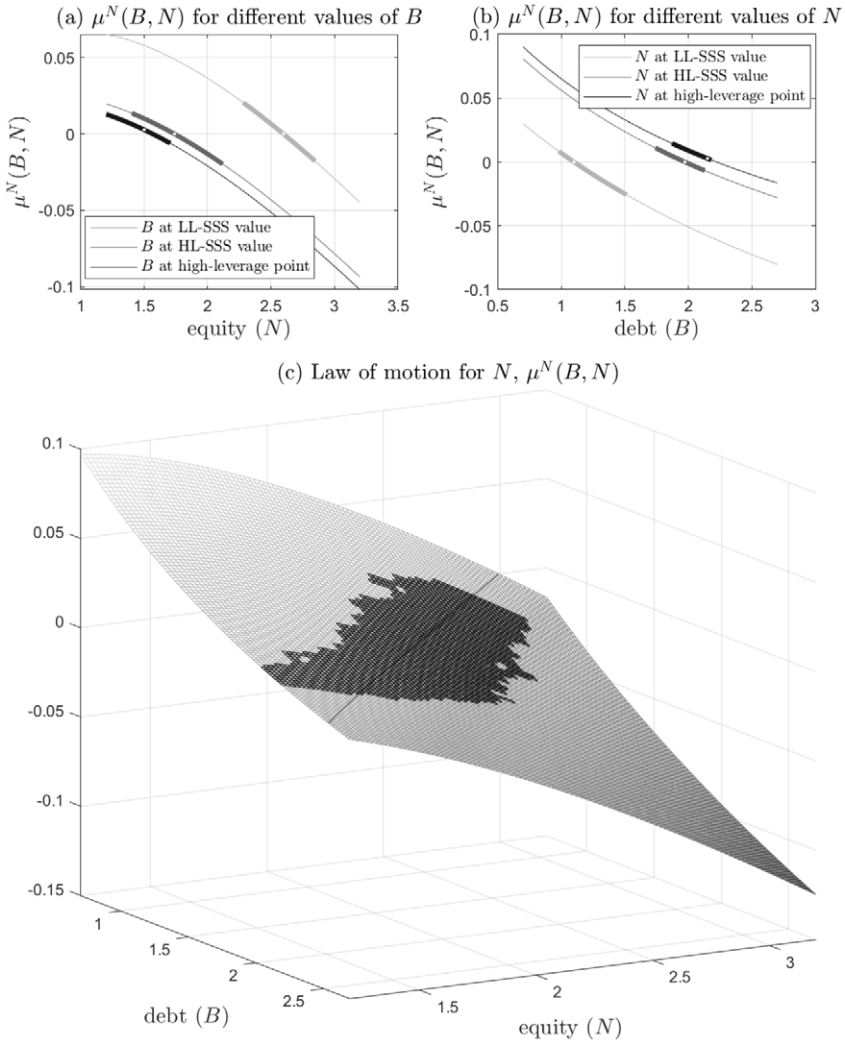 (a) μ^N(B, N) for different values of B
0.05
0
-0.05
-0.1
μ^N(B, N)
B at LL-SSS value
B at HL-SSS value
B at high-leverage point
1 1.5 2 2.5 3 3.5
equity (N)
(b) μ^N(B, N) for different values of N
0.1
0.05
0
-0.05
-0.1
μ^N(B, N)
N at LL-SSS value
N at HL-SSS value
N at high-leverage point
0.5 1 1.5 2 2.5 3
debt (B)
(c) Law of motion for N, μ^N(B, N)
0.1
0.05
0
-0.05
-0.1
-0.15
1
1.5
2
2.5
debt (B)
1.5
2
2.5
3
equity (N)